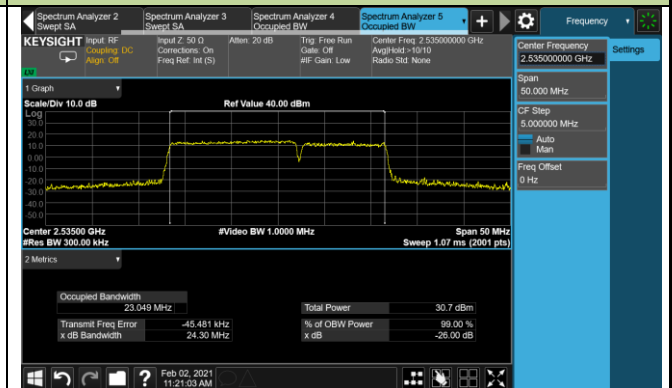 Spectrum Analyzer 2
Swept SA
Spectrum Analyzer 3
Swept SA
Spectrum Analyzer 4
Occupied BW
Spectrum Analyzer 5
Occupied BW
Frequency
KEYSIGHT
Input: RF
Coupling: DC
Align: Off
Input Z: 50 Ω
Corrections: On
Freq Ref: Int (S)
Atten: 20 dB
Trig: Free Run
Gate: Off
#IF Gain: Low
Center Freq: 2.535000000 GHz
Avg|Hold:>10/10
Radio Std: None
Center Frequency
2.535000000 GHz
Settings
Span
50.000 MHz
CF Step
5.000000 MHz
Auto
Man
Freq Offset
0 Hz
1 Graph
Scale/Div 10.0 dB
Ref Value 40.00 dBm
Log
30.0
20.0
10.0
0.00
-10.0
-20.0
-30.0
-40.0
-50.0
Center 2.53500 GHz
#Video BW 1.0000 MHz
Span 50 MHz
#Res BW 300.00 kHz
Sweep 1.07 ms (2001 pts)
2 Metrics
Occupied Bandwidth
23.049 MHz
Total Power 30.7 dBm
Transmit Freq Error -45.481 kHz
% of OBW Power 99.00 %
x dB Bandwidth 24.30 MHz
x dB -26.00 dB
?
Feb 02, 2021
11:21:03 AM